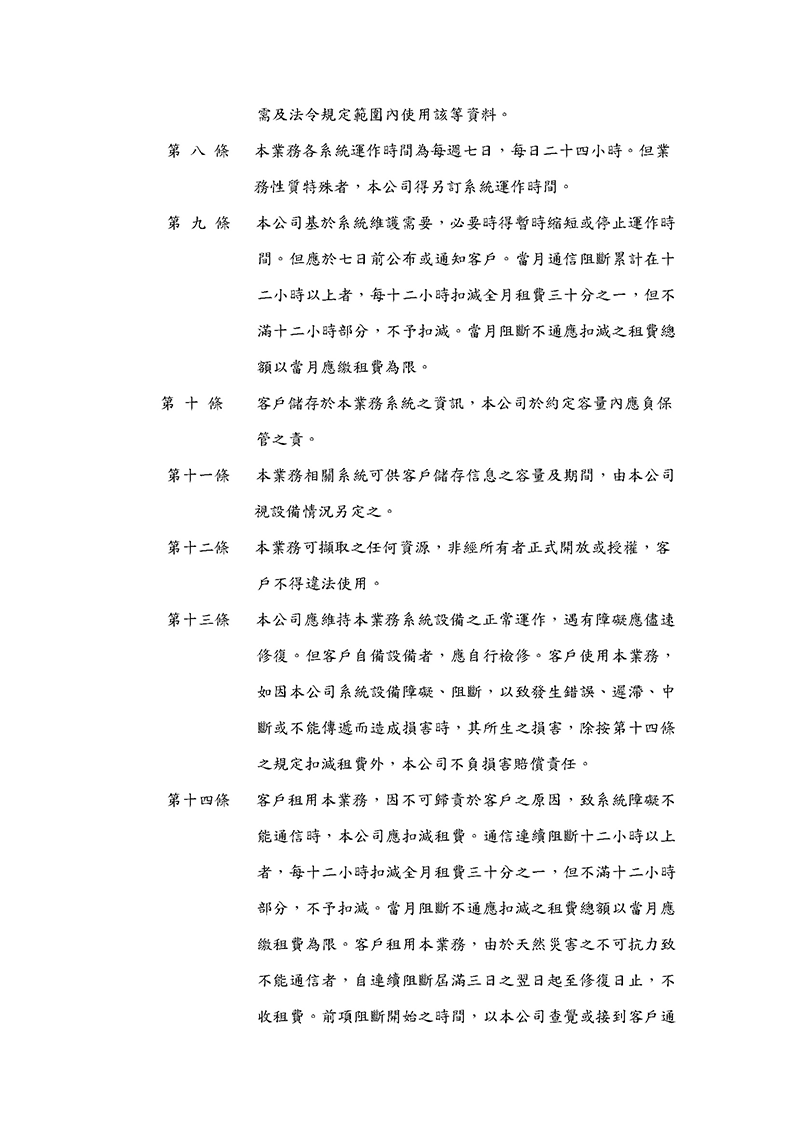 需及法令規定範圍內使用該等資料。
第 八 條 本業務各系統運作時間為每週七日，每日二十四小時。但業
務性質特殊者，本公司得另訂系統運作時間。
第 九 條 本公司基於系統維護需要，必要時得暫時縮短或停止運作時
間。但應於七日前公布或通知客戶。當月通信阻斷累計在十
二小時以上者，每十二小時扣減全月租費三十分之一，但不
滿十二小時部分，不予扣減。當月阻斷不通應扣減之租費總
額以當月應繳租費為限。
第 十 條 客戶儲存於本業務系統之資訊，本公司於約定容量內應負保
管之責。
第十一條 本業務相關系統可供客戶儲存信息之容量及期間，由本公司
視設備情況另定之。
第十二條 本業務可擷取之任何資源，非經所有者正式開放或授權，客
戶不得違法使用。
第十三條 本公司應維持本業務系統設備之正常運作，遇有障礙應儘速
修復。但客戶自備設備者，應自行檢修。客戶使用本業務，
如因本公司系統設備障礙、阻斷，以致發生錯誤、遲滯、中
斷或不能傳遞而造成損害時，其所生之損害，除按第十四條
之規定扣減租費外，本公司不負損害賠償責任。
第十四條 客戶租用本業務，因不可歸責於客戶之原因，致系統障礙不
能通信時，本公司應扣減租費。通信連續阻斷十二小時以上
者，每十二小時扣減全月租費三十分之一，但不滿十二小時
部分，不予扣減。當月阻斷不通應扣減之租費總額以當月應
繳租費為限。客戶租用本業務，由於天然災害之不可抗力致
不能通信者，自連續阻斷屆滿三日之翌日起至修復日止，不
收租費。前項阻斷開始之時間，以本公司查覺或接到客戶通